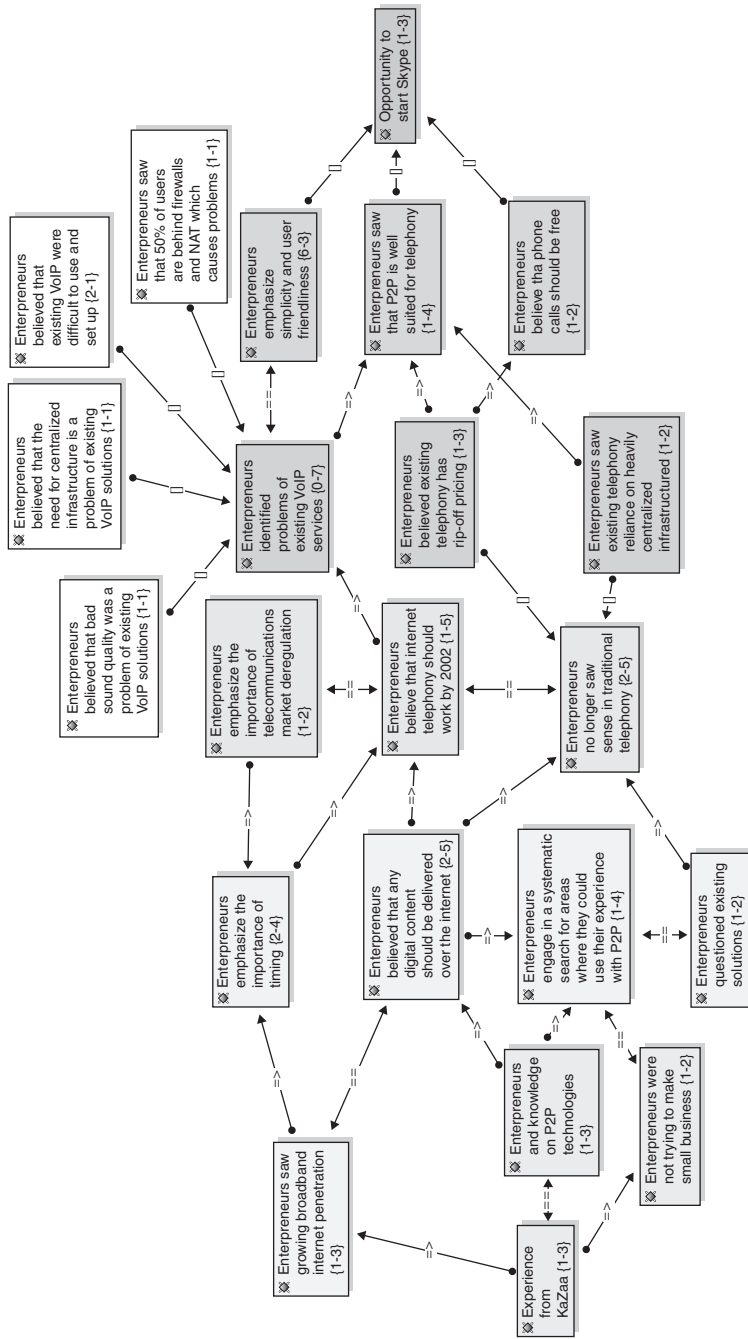 Enterpreneurs
believed that the
need for centralized
infrastructure is a
problem of existing
VoIP solutions {1-1}
Enterpreneurs
believed that
existing VoIP were
difficult to use and
set up {2-1}
Enterpreneurs
believed that bad
sound quality was a
problem of existing
VoIP solutions {1-1}
Enterpreneurs saw
that 50% of users
are behind firewalls
and NAT which
causes problems {1-1}
Enterpreneurs
emphasize the
importance of
telecommunications
market deregulation
{1-2}
Enterpreneurs
identified
problems of
existing VoIP
services {0-7}
Enterpreneurs
emphasize
simplicity and user
friendliness {6-3}
Enterpreneurs
emphasize the
importance of
timing {2-4}
Enterpreneurs saw
growing broadband
internet penetration
{1-3}
Enterpreneurs
believed that any
digital content
should be delivered
over the internet {2-5}
Enterpreneurs
believe that internet
telephony should
work by 2002 {1-5}
Enterpreneurs
believed existing
telephony has
rip-off pricing {1-3}
Enterpreneurs saw
that P2P is well
suited for telephony
{1-4}
Opportunity to
start Skype {1-3}
Experience
from
KaZaa {1-3}
Enterpreneurs
and knowledge
on P2P
technologies
{1-3}
Enterpreneurs
engage in a systematic
search for areas
where they could
use their experience
with P2P {1-4}
Enterpreneurs
no longer saw
sense in traditional
telephony {2-5}
Enterpreneurs saw
existing telephony
reliance on heavily
centralized
infrastructured {1-2}
Enterpreneurs
believe tha phone
calls should be free
{1-2}
Enterpreneurs were
not trying to make
small business {1-2}
Enterpreneurs
questioned existing
solutions {1-2}